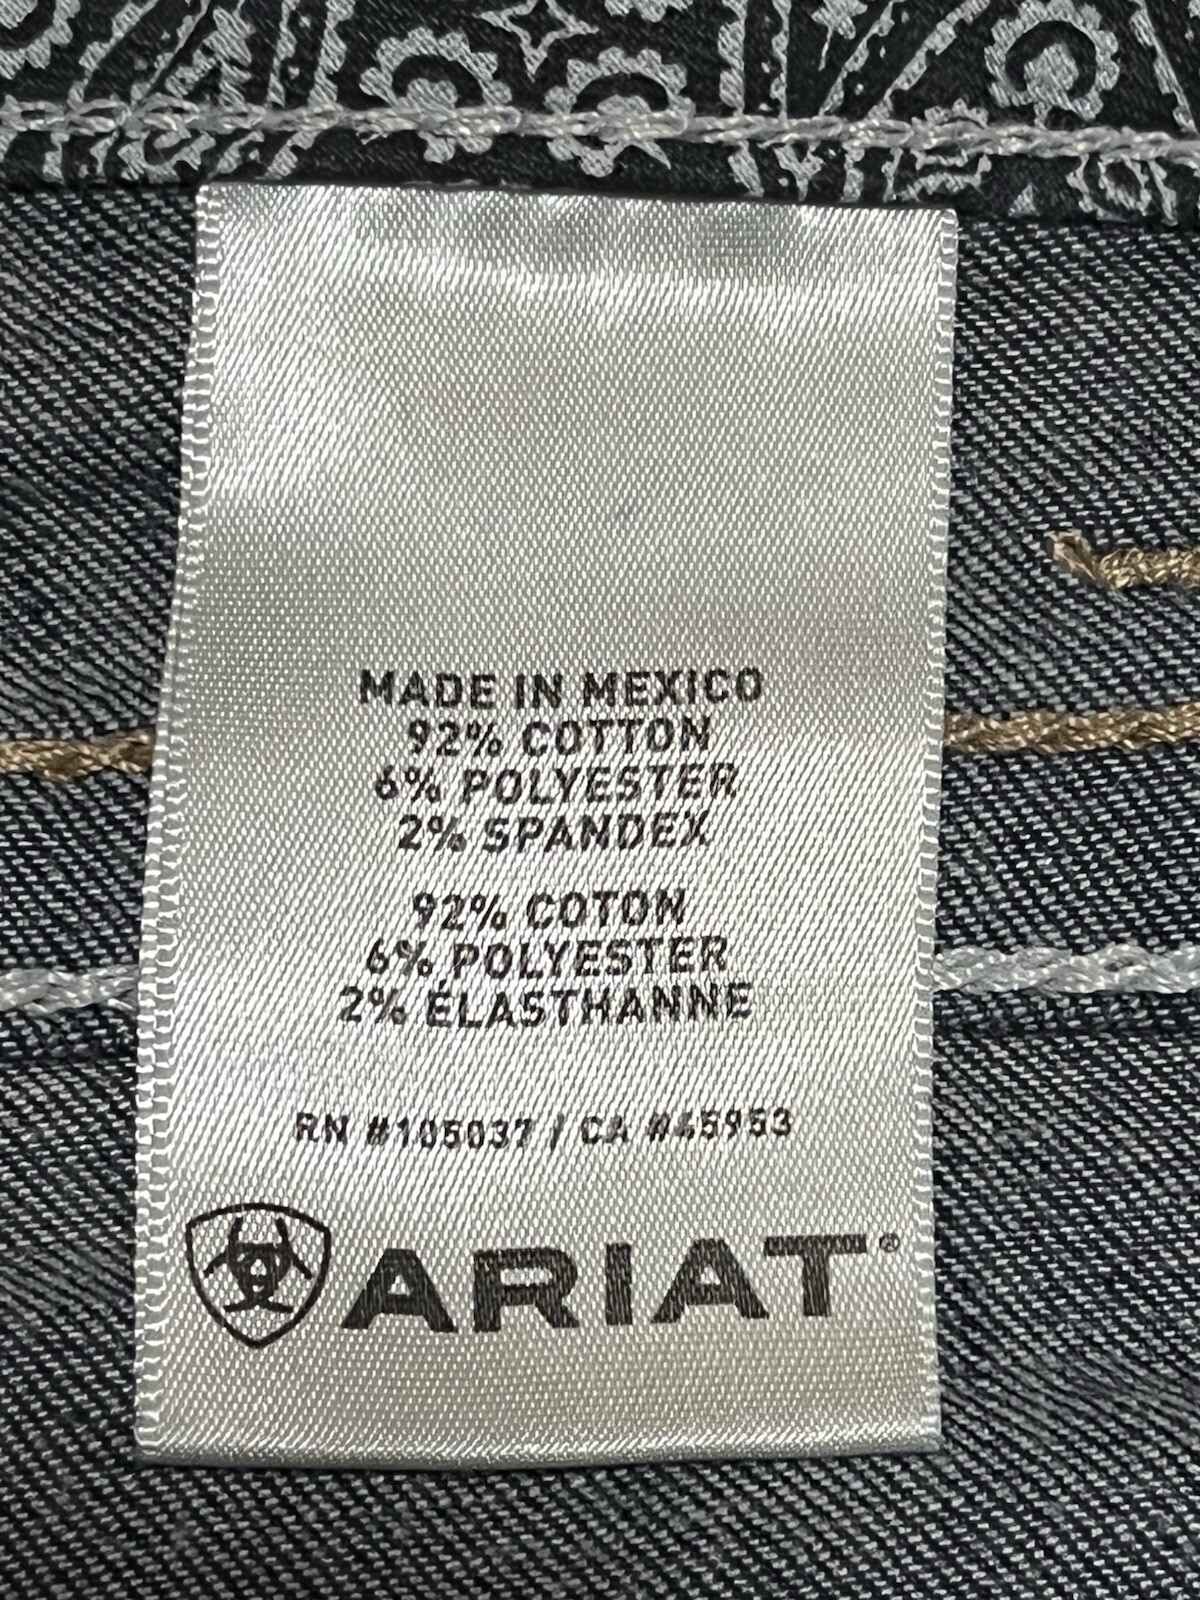 MADE IN MEXICO
92% COTTON
6% POLYESTER
2% SPANDEX
92% COTON
6% POLYESTER
2% ÉLASTHANNE
RN #105037 / CA #45953
ARIAT®